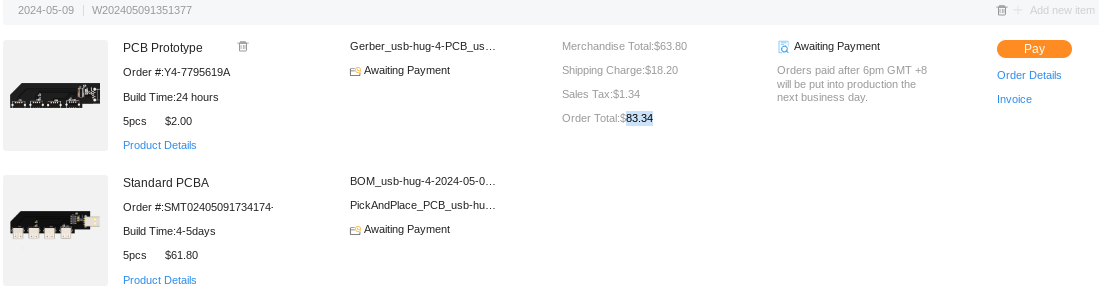 2024-05-09 | W202405091351377
Add new item
PCB Prototype
Order #:Y4-7795619A
Build Time:24 hours
5pcs $2.00
Product Details
Gerber_usb-hug-4-PCB_us...
Awaiting Payment
Merchandise Total:$63.80
Shipping Charge:$18.20
Sales Tax:$1.34
Order Total:$83.34
Awaiting Payment
Orders paid after 6pm GMT +8
will be put into production the
next business day.
Pay
Order Details
Invoice
Standard PCBA
Order #:SMT02405091734174-
Build Time:4-5days
5pcs $61.80
Product Details
BOM_usb-hug-4-2024-05-0...
PickAndPlace_PCB_usb-hu...
Awaiting Payment